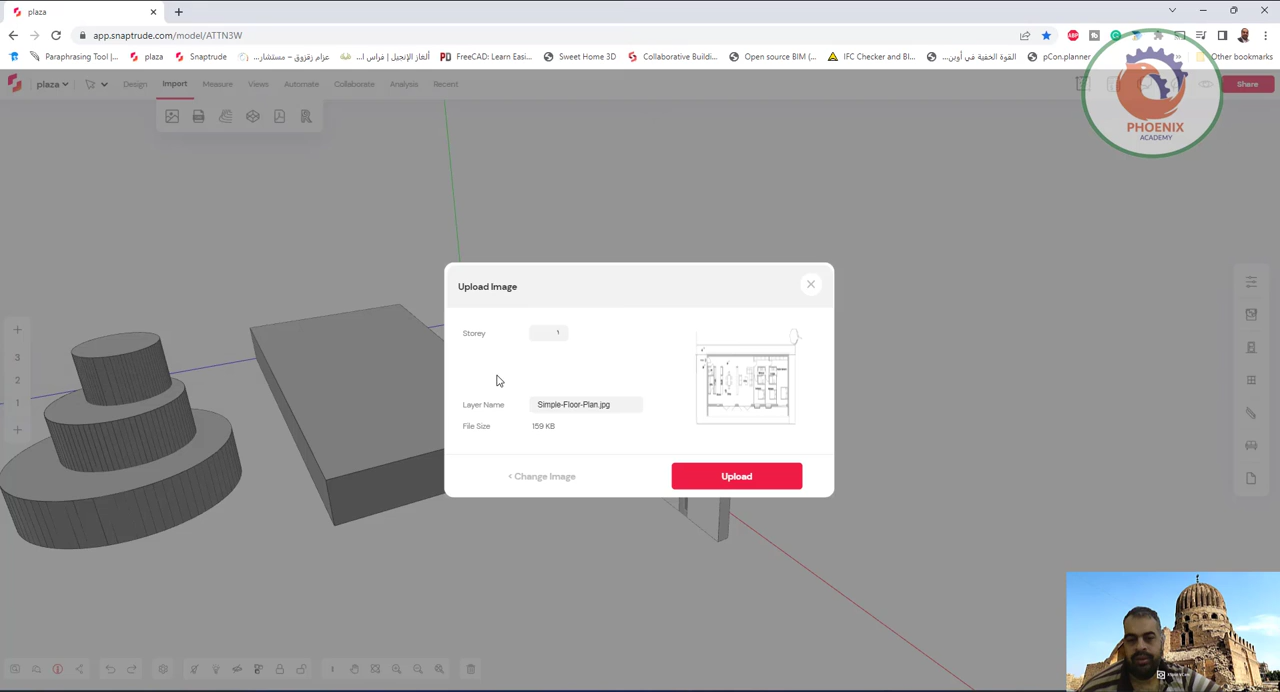 plaza
app.snaptrude.com/model/ATTN3W
Paraphrasing Tool |...
plaza
Snaptrude
عزام زقزوق – مستشار...
ألغاز الإنجيل | فراس ا...
FreeCAD: Learn Easi...
Sweet Home 3D
Collaborative Buildi...
Open source BIM (...
IFC Checker and BI...
القوة الخفية في أوبن...
pCon.planner
Other bookmarks
plaza
Design
Import
Measure
Views
Automate
Collaborate
Analysis
Recent
Share
PHOENIX
ACADEMY
Upload Image
Storey
1
Layer Name
Simple-Floor-Plan.jpg
File Size
159 KB
< Change Image
Upload
3
2